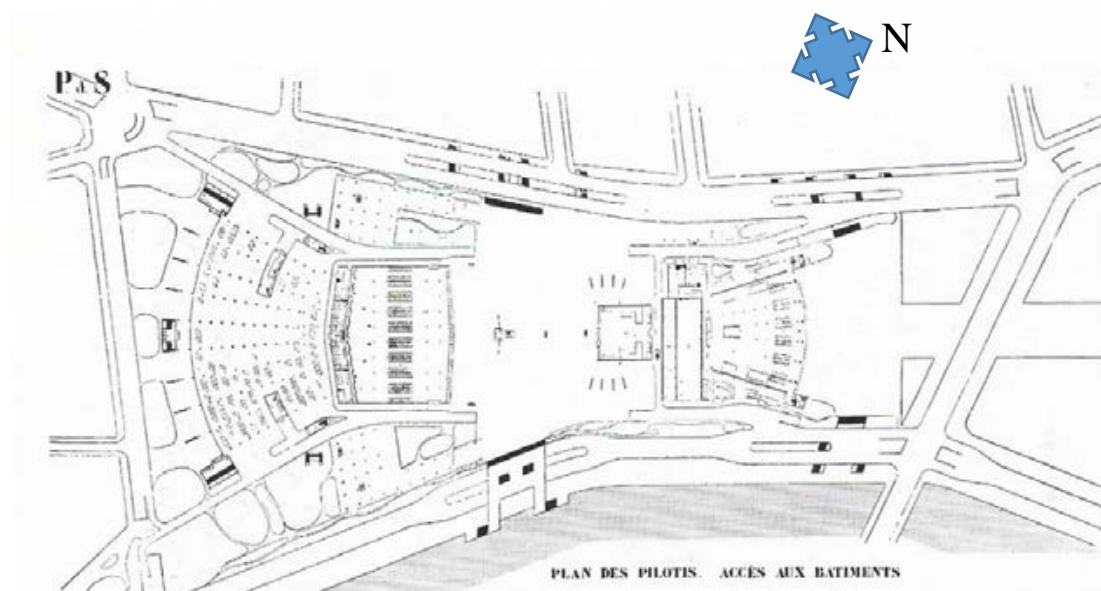 N
P à S
PLAN DES PILOTIS. ACCÈS AUX BATIMENTS